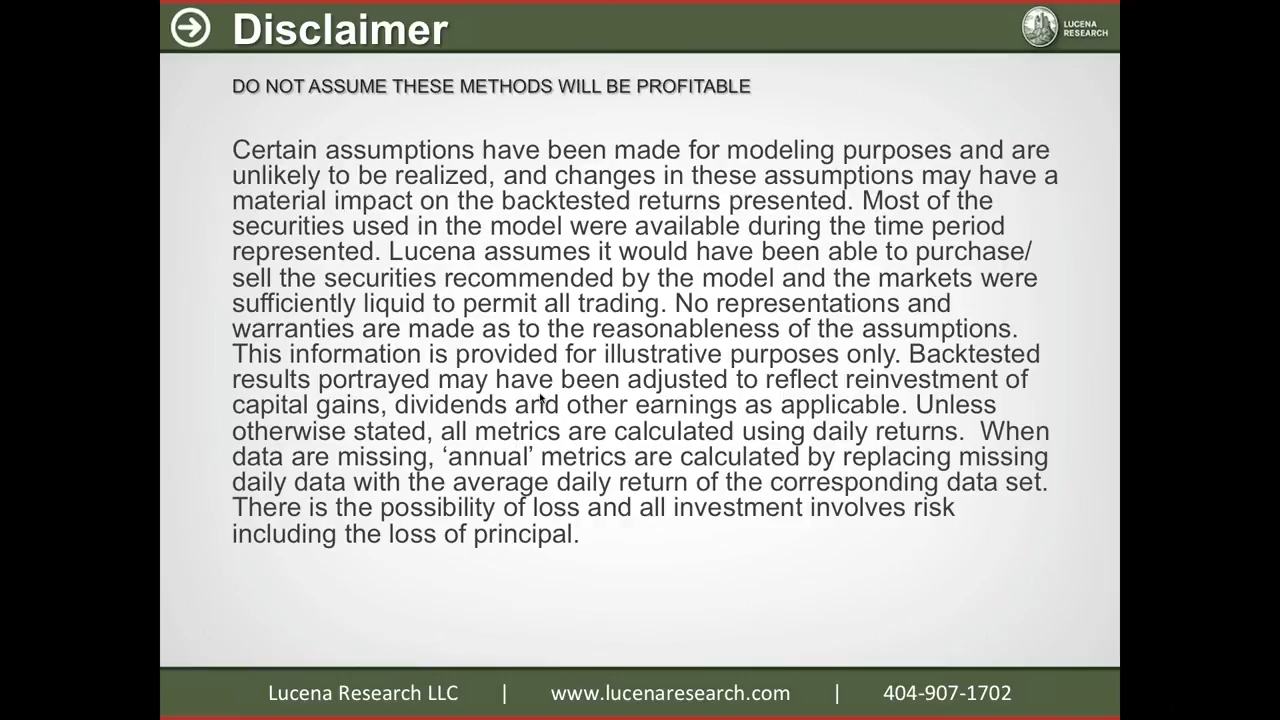 Disclaimer
LUCENA
RESEARCH
DO NOT ASSUME THESE METHODS WILL BE PROFITABLE
Certain assumptions have been made for modeling purposes and are
unlikely to be realized, and changes in these assumptions may have a
material impact on the backtested returns presented. Most of the
securities used in the model were available during the time period
represented. Lucena assumes it would have been able to purchase/
sell the securities recommended by the model and the markets were
sufficiently liquid to permit all trading. No representations and
warranties are made as to the reasonableness of the assumptions.
This information is provided for illustrative purposes only. Backtested
results portrayed may have been adjusted to reflect reinvestment of
capital gains, dividends and other earnings as applicable. Unless
otherwise stated, all metrics are calculated using daily returns.  When
data are missing, ‘annual’ metrics are calculated by replacing missing
daily data with the average daily return of the corresponding data set.
There is the possibility of loss and all investment involves risk
including the loss of principal.
Lucena Research LLC | www.lucenaresearch.com | 404-907-1702